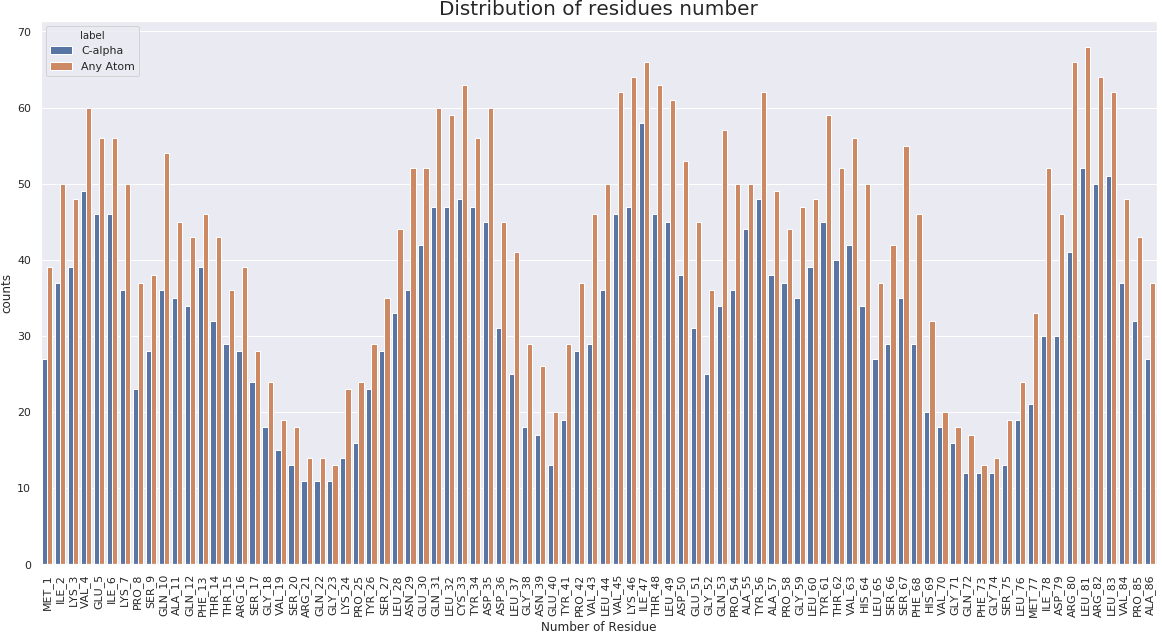 Distribution of residues number
label
C-alpha
Any Atom
70
60
50
40
30
20
10
0
counts
MET_1
ILE_2
LYS_3
VAL_4
GLU_5
ILE_6
LYS_7
PRO_8
SER_9
GLN_10
ALA_11
GLN_12
PHE_13
THR_14
THR_15
ARG_16
SER_17
GLY_18
VAL_19
SER_20
ARG_21
GLN_22
GLY_23
LYS_24
PRO_25
TYR_26
SER_27
LEU_28
ASN_29
GLU_30
GLN_31
LEU_32
CYS_33
TYR_34
ASP_35
ASP_36
LEU_37
GLY_38
ASN_39
GLU_40
TYR_41
PRO_42
VAL_43
LEU_44
VAL_45
LYS_46
ILE_47
THR_48
LEU_49
ASP_50
GLU_51
GLY_52
GLN_53
PRO_54
ALA_55
TYR_56
ALA_57
PRO_58
GLY_59
LEU_60
TYR_61
THR_62
VAL_63
HIS_64
LEU_65
SER_66
SER_67
PHE_68
HIS_69
VAL_70
GLY_71
GLN_72
PHE_73
GLY_74
SER_75
LEU_76
MET_77
ILE_78
ASP_79
ARG_80
LEU_81
ARG_82
LEU_83
VAL_84
PRO_85
ALA_86
Number of Residue